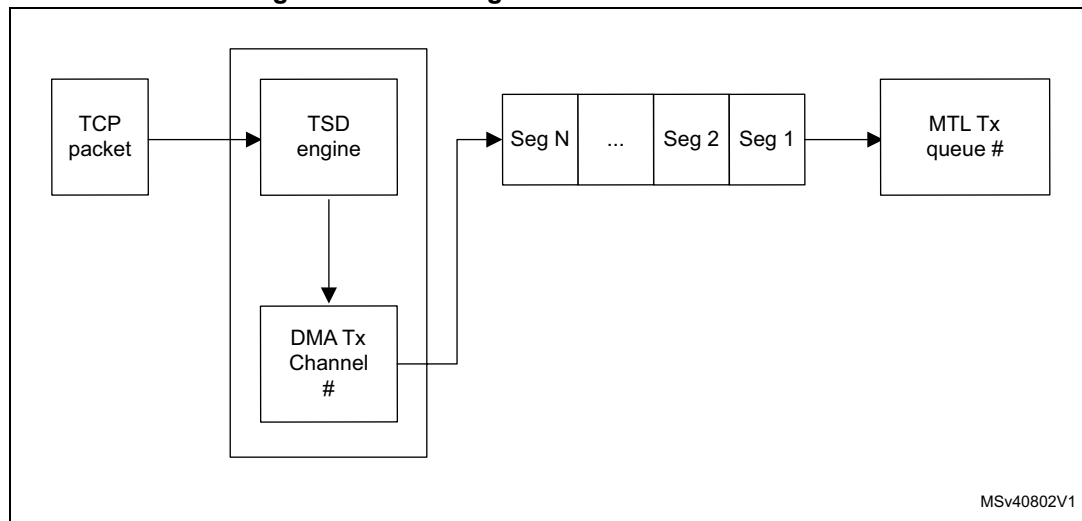 TCP
packet
TSD
engine
DMA Tx
Channel
#
Seg N
...
Seg 2
Seg 1
MTL Tx
queue #
MSv40802V1